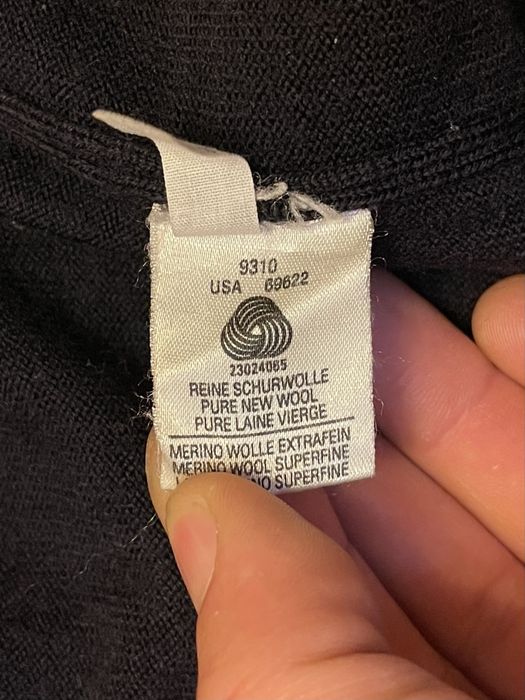 9310
USA 69622
23024065
REINE SCHURWOLLE
PURE NEW WOOL
PURE LAINE VIERGE
MERINO WOLLE EXTRAFEIN
MERINO WOOL SUPERFINE
SUPERFINE